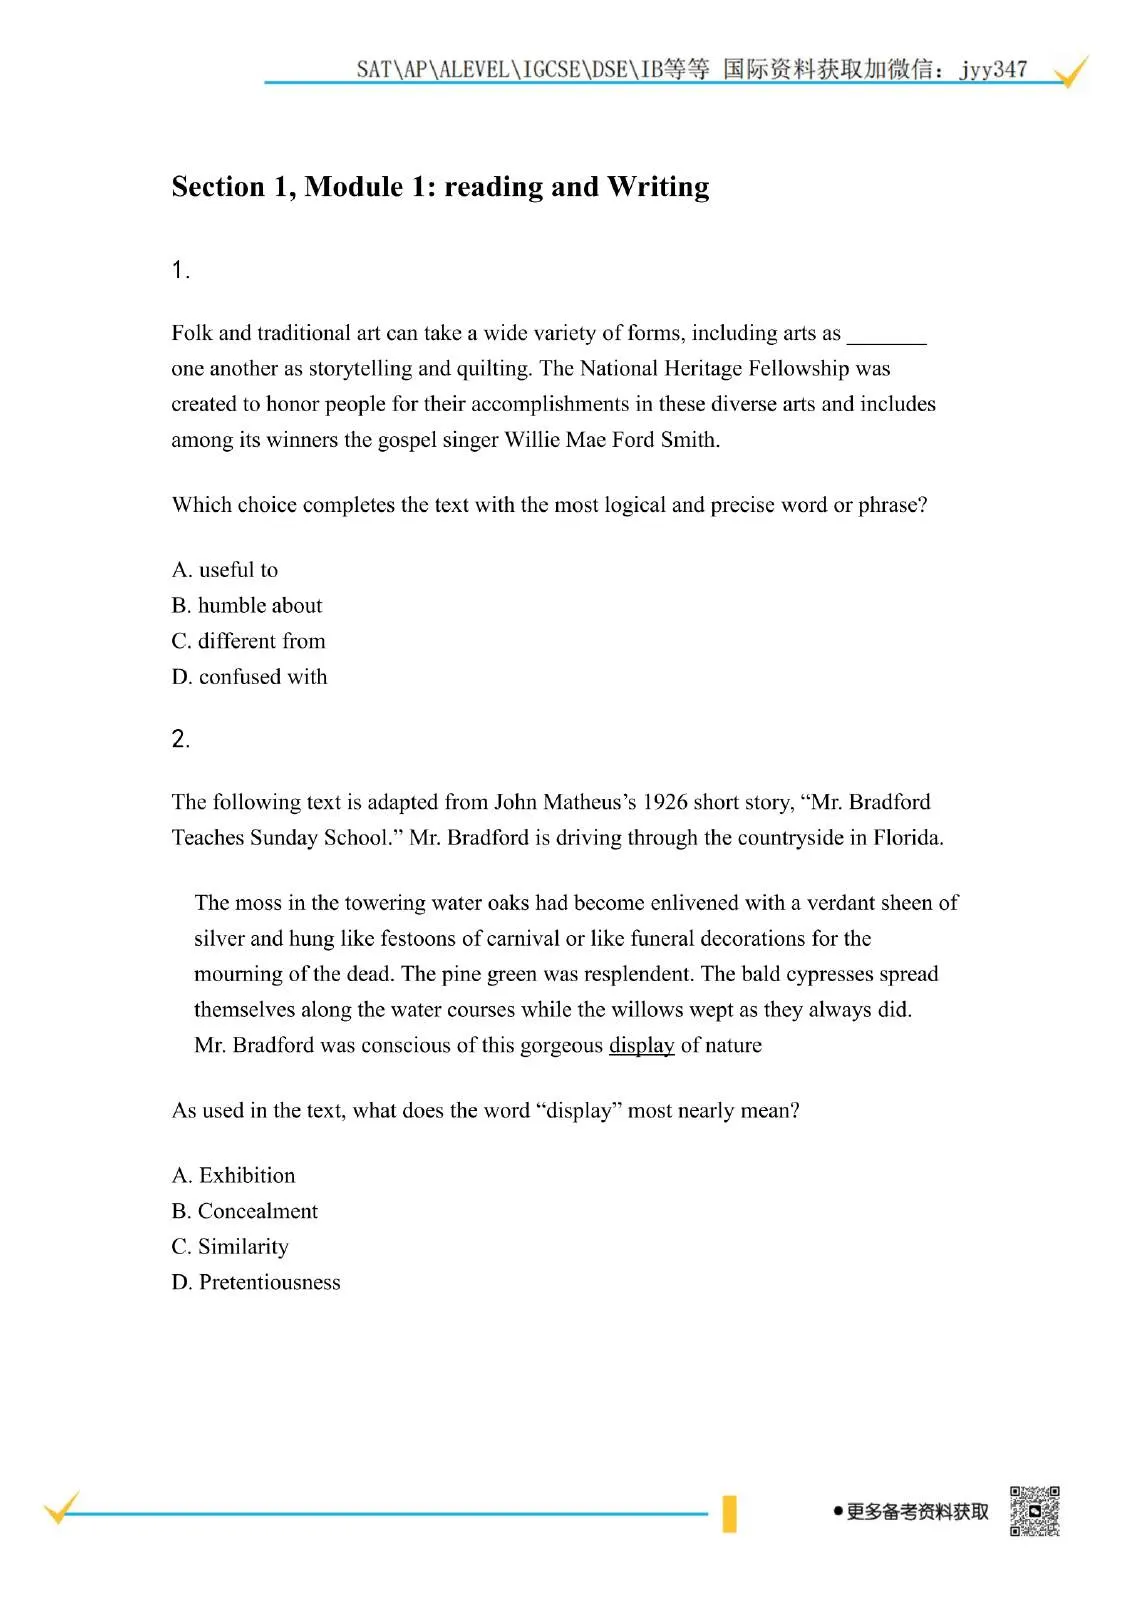 SAT\AP\ALEVEL\IGCSE\DSE\IB等等 国际资料获取加微信：jyy347
Section 1, Module 1: reading and Writing
1.
Folk and traditional art can take a wide variety of forms, including arts as _______
one another as storytelling and quilting. The National Heritage Fellowship was
created to honor people for their accomplishments in these diverse arts and includes
among its winners the gospel singer Willie Mae Ford Smith.
Which choice completes the text with the most logical and precise word or phrase?
A. useful to
B. humble about
C. different from
D. confused with
2.
The following text is adapted from John Matheus’s 1926 short story, “Mr. Bradford
Teaches Sunday School.” Mr. Bradford is driving through the countryside in Florida.
The moss in the towering water oaks had become enlivened with a verdant sheen of
silver and hung like festoons of carnival or like funeral decorations for the
mourning of the dead. The pine green was resplendent. The bald cypresses spread
themselves along the water courses while the willows wept as they always did.
Mr. Bradford was conscious of this gorgeous display of nature
As used in the text, what does the word “display” most nearly mean?
A. Exhibition
B. Concealment
C. Similarity
D. Pretentiousness
●更多备考资料获取